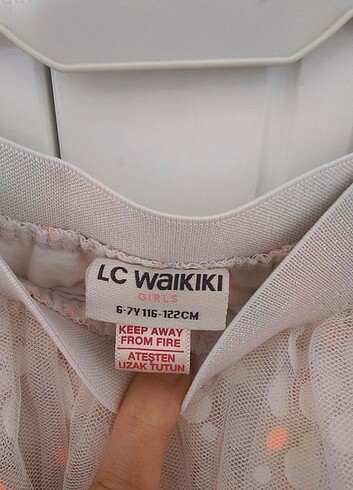 LC WAIKIKI
GIRLS
6-7Y 116-122CM
KEEP AWAY
FROM FIRE
ATEŞTEN
UZAK TUTUN